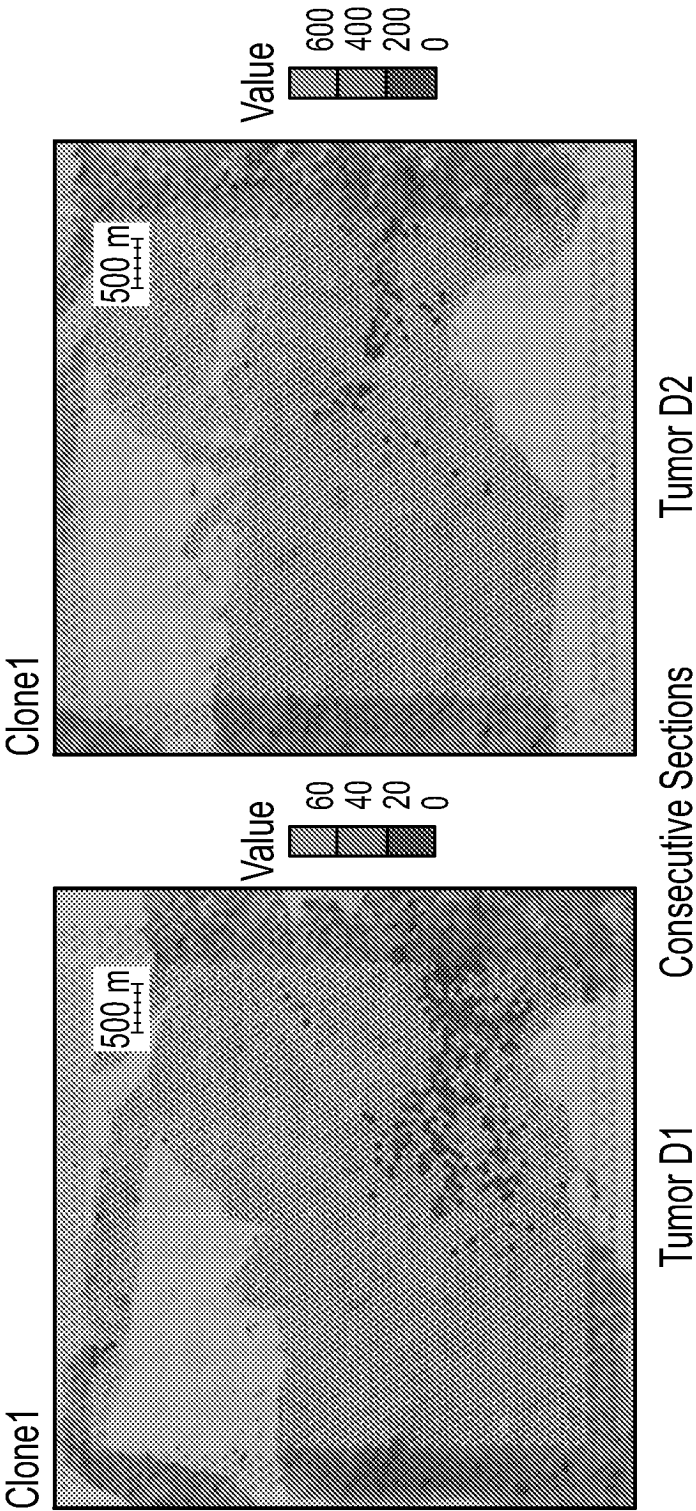 Clone1
500 m
Value
60
40
20
0
Tumor D1
Clone1
500 m
Value
600
400
200
0
Tumor D2
Consecutive Sections